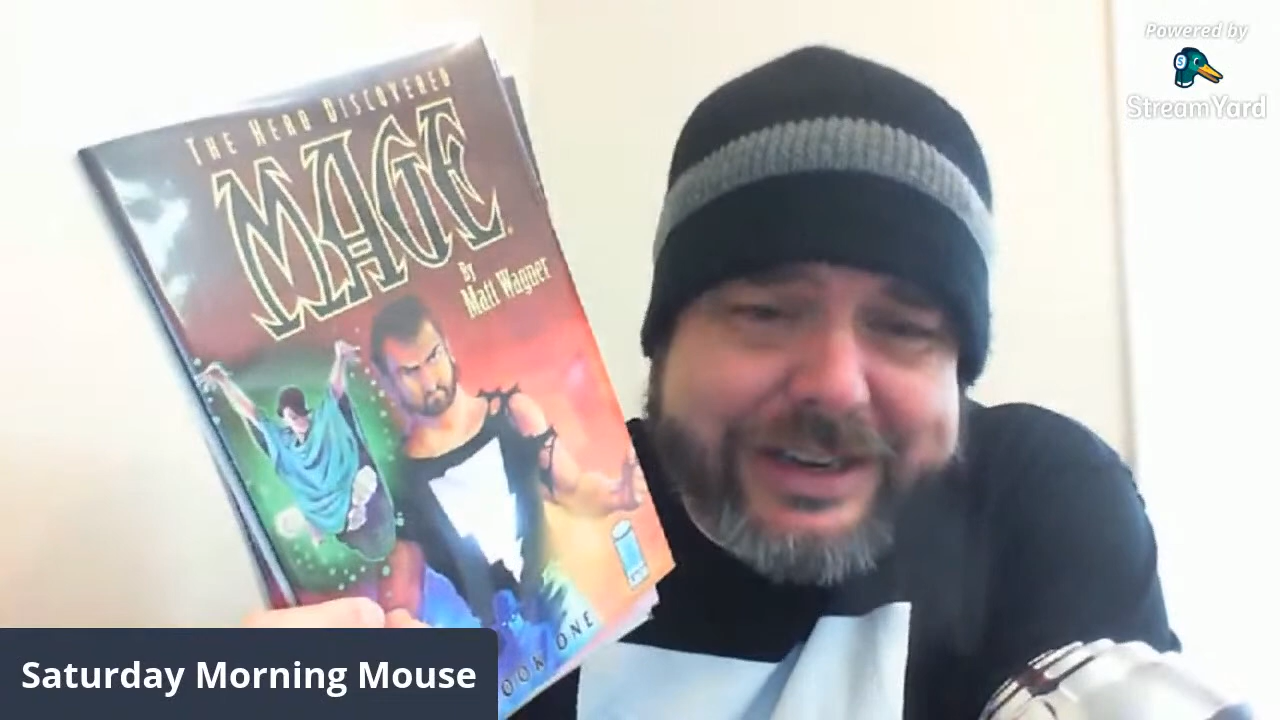 Powered by
StreamYard
THE HERO DISCOVERED
MAGE
By
Matt Wagner
BOOK ONE
Saturday Morning Mouse